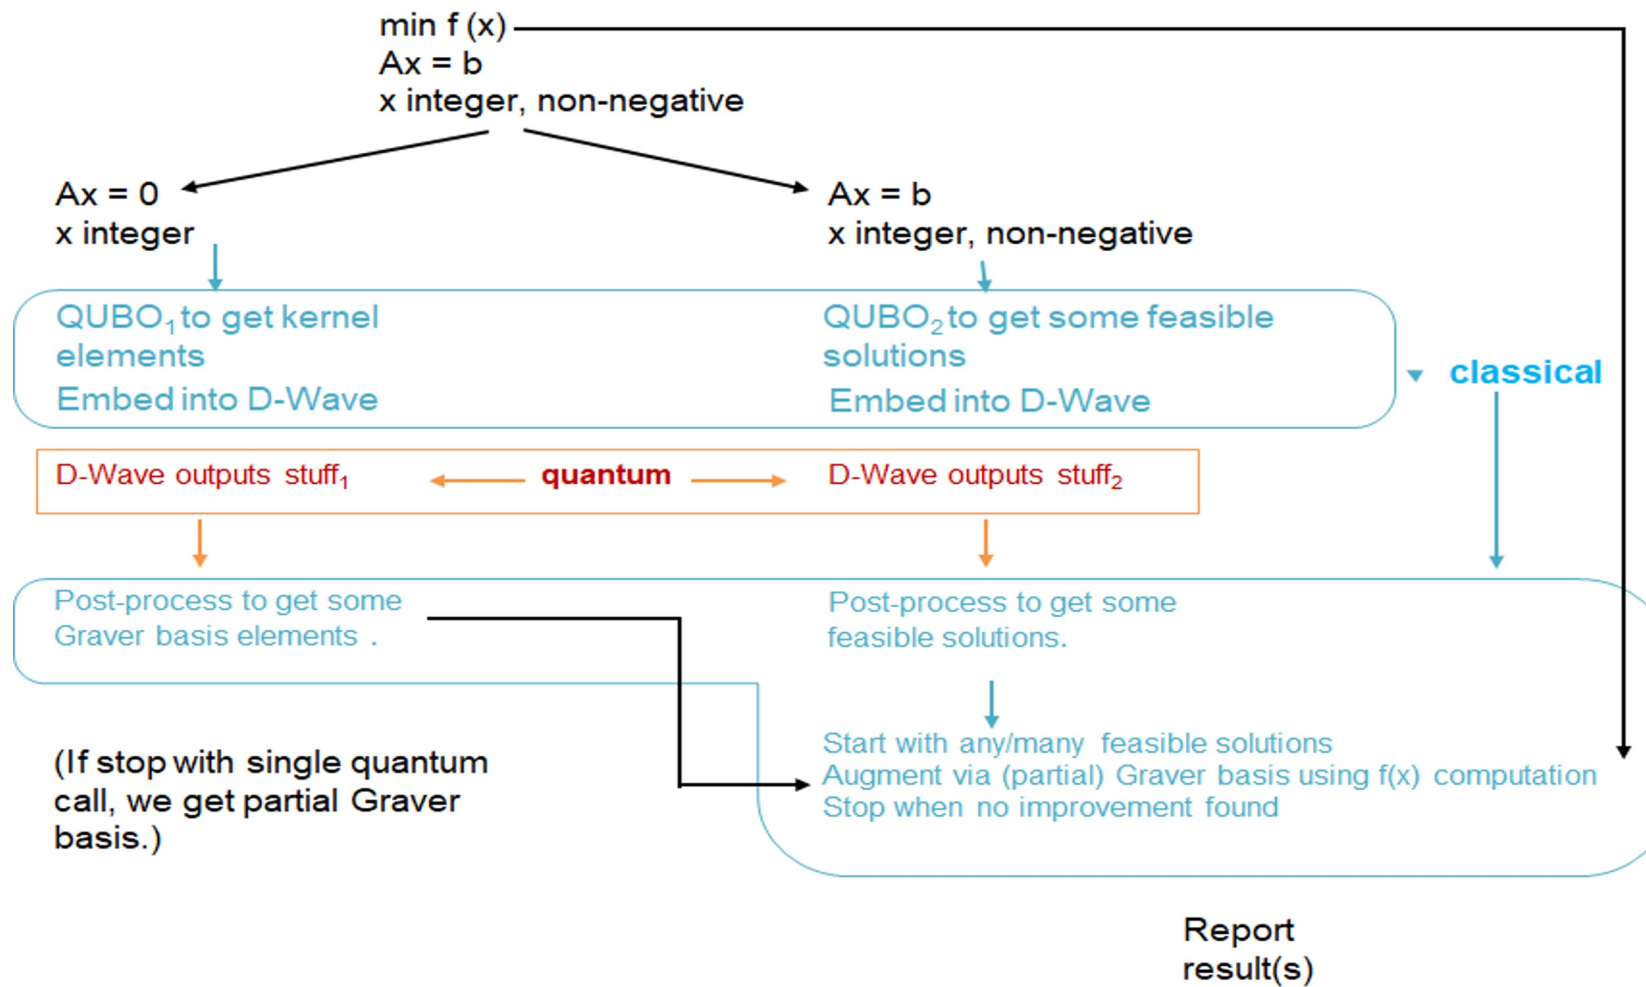 min f (x)
Ax = b
x integer, non-negative
Ax = 0
x integer
Ax = b
x integer, non-negative
QUBO₁ to get kernel
elements
Embed into D-Wave
QUBO₂ to get some feasible
solutions
Embed into D-Wave
classical
D-Wave outputs stuff₁
quantum
D-Wave outputs stuff₂
Post-process to get some
Graver basis elements .
Post-process to get some
feasible solutions.
(If stop with single quantum
call, we get partial Graver
basis.)
Start with any/many feasible solutions
Augment via (partial) Graver basis using f(x) computation
Stop when no improvement found
Report
result(s)